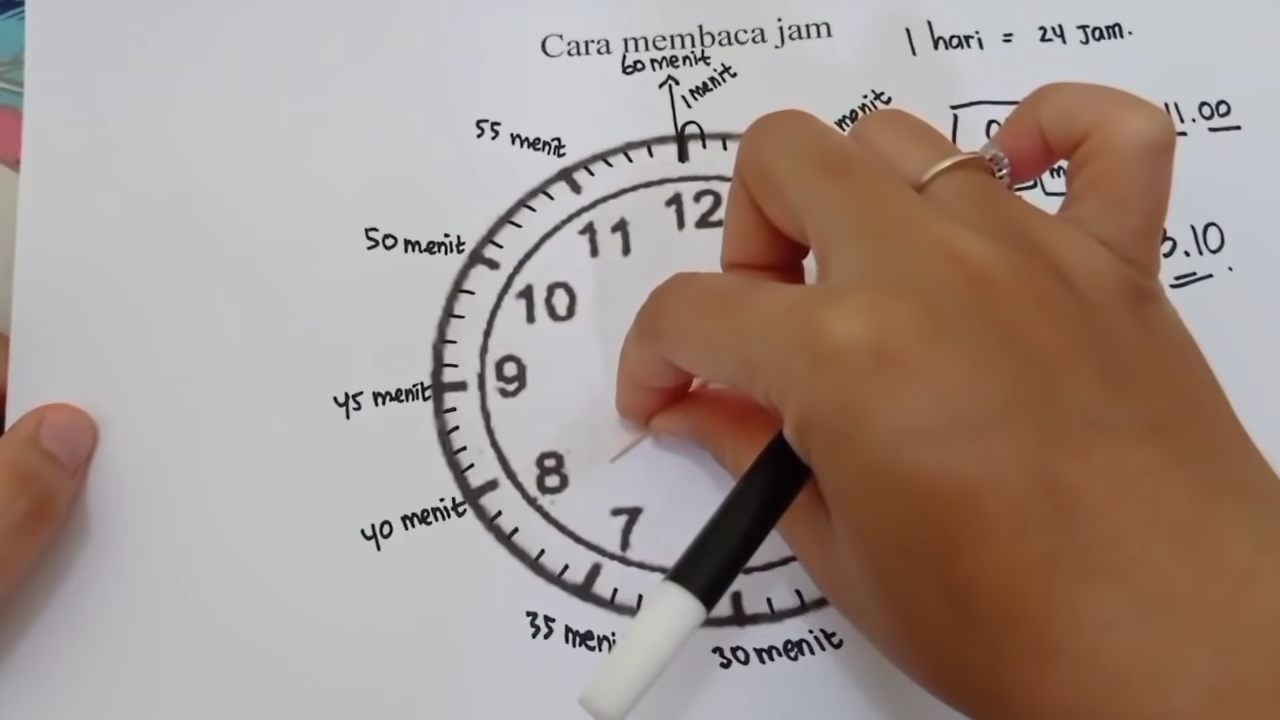 Cara membaca jam
1 hari = 24 Jam.
60 menit
1 menit
menit
55 menit
11.00
50 menit
3.10
12
11
10
9
8
7
45 menit
40 menit
35 meni
30 menit